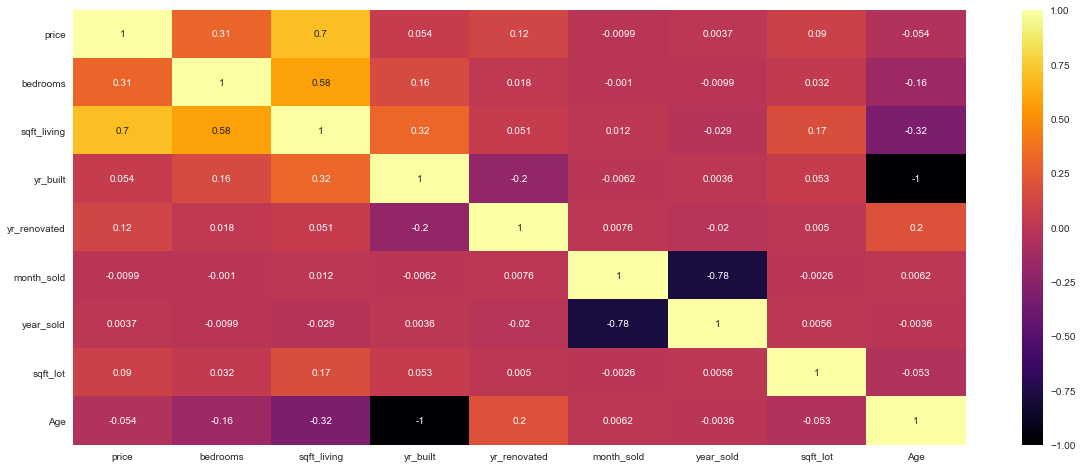 price 1 0.31 0.7 0.054 0.12 -0.0099 0.0037 0.09 -0.054
bedrooms 0.31 1 0.58 0.16 0.018 -0.001 -0.0099 0.032 -0.16
sqft_living 0.7 0.58 1 0.32 0.051 0.012 -0.029 0.17 -0.32
yr_built 0.054 0.16 0.32 1 -0.2 -0.0062 0.0036 0.053 -1
yr_renovated 0.12 0.018 0.051 -0.2 1 0.0076 -0.02 0.005 0.2
month_sold -0.0099 -0.001 0.012 -0.0062 0.0076 1 -0.78 -0.0026 0.0062
year_sold 0.0037 -0.0099 -0.029 0.0036 -0.02 -0.78 1 0.0056 -0.0036
sqft_lot 0.09 0.032 0.17 0.053 0.005 -0.0026 0.0056 1 -0.053
Age -0.054 -0.16 -0.32 -1 0.2 0.0062 -0.0036 -0.053 1
price bedrooms sqft_living yr_built yr_renovated month_sold year_sold sqft_lot Age
1.00
0.75
0.50
0.25
0.00
−0.25
−0.50
−0.75
−1.00